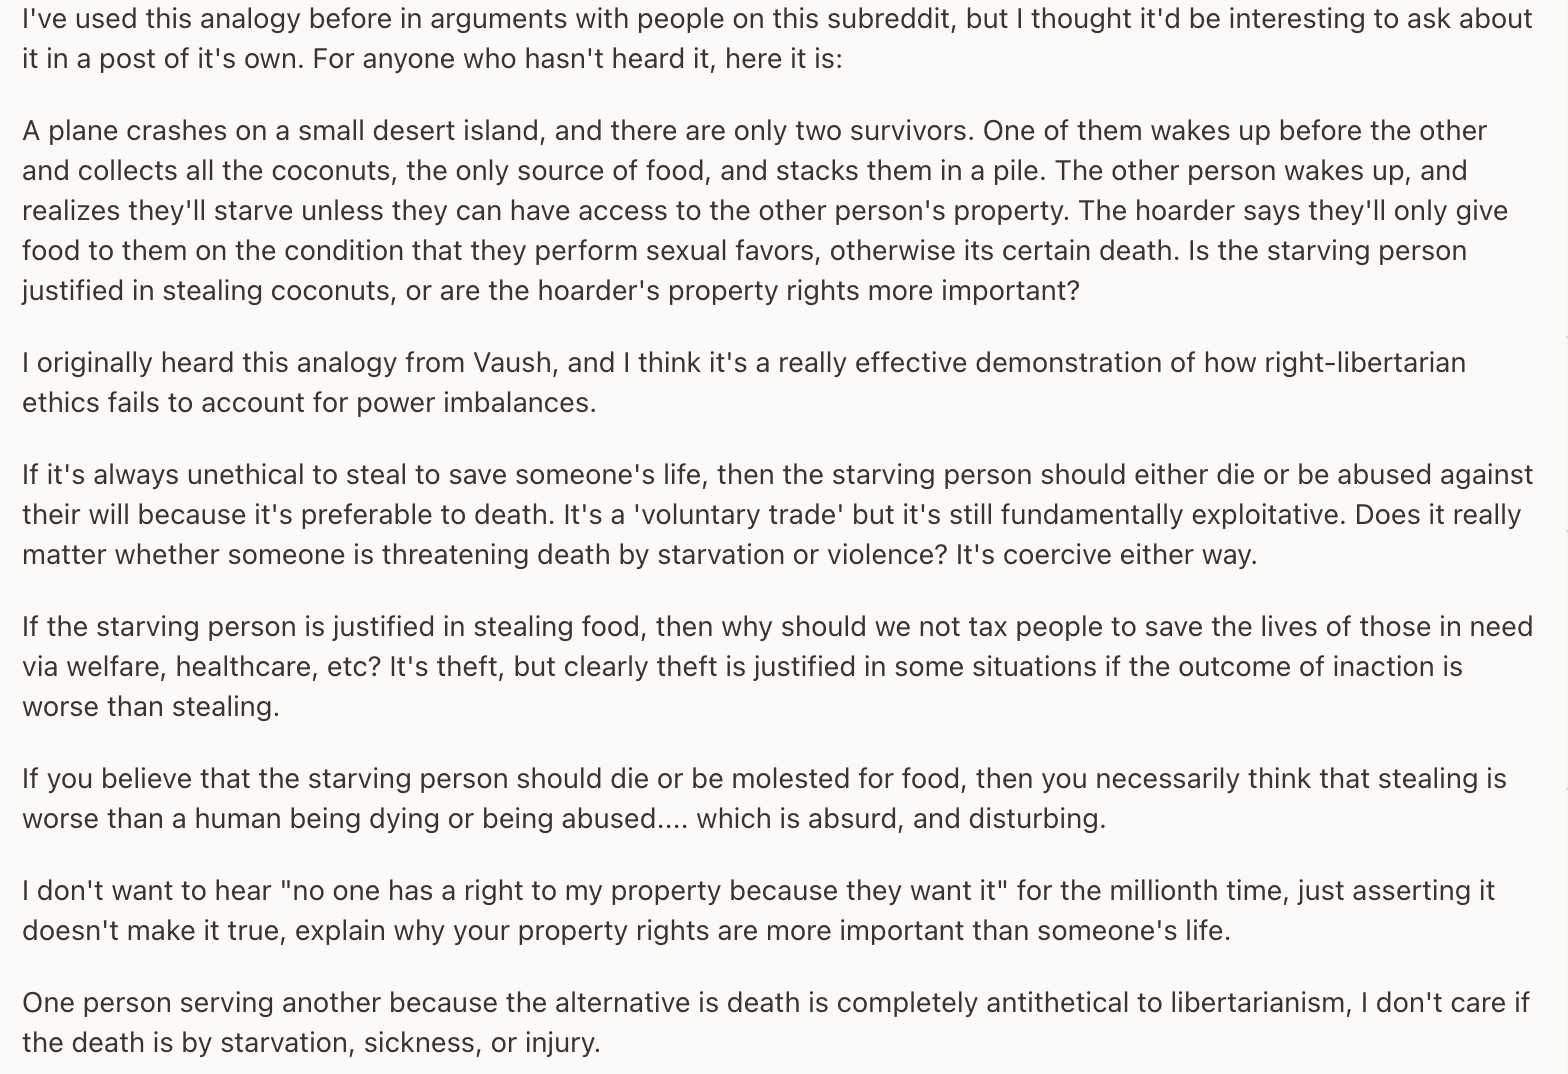 I've used this analogy before in arguments with people on this subreddit, but I thought it'd be interesting to ask about
it in a post of it's own. For anyone who hasn't heard it, here it is:
A plane crashes on a small desert island, and there are only two survivors. One of them wakes up before the other
and collects all the coconuts, the only source of food, and stacks them in a pile. The other person wakes up, and
realizes they'll starve unless they can have access to the other person's property. The hoarder says they'll only give
food to them on the condition that they perform sexual favors, otherwise its certain death. Is the starving person
justified in stealing coconuts, or are the hoarder's property rights more important?
I originally heard this analogy from Vaush, and I think it's a really effective demonstration of how right-libertarian
ethics fails to account for power imbalances.
If it's always unethical to steal to save someone's life, then the starving person should either die or be abused against
their will because it's preferable to death. It's a 'voluntary trade' but it's still fundamentally exploitative. Does it really
matter whether someone is threatening death by starvation or violence? It's coercive either way.
If the starving person is justified in stealing food, then why should we not tax people to save the lives of those in need
via welfare, healthcare, etc? It's theft, but clearly theft is justified in some situations if the outcome of inaction is
worse than stealing.
If you believe that the starving person should die or be molested for food, then you necessarily think that stealing is
worse than a human being dying or being abused.... which is absurd, and disturbing.
I don't want to hear "no one has a right to my property because they want it" for the millionth time, just asserting it
doesn't make it true, explain why your property rights are more important than someone's life.
One person serving another because the alternative is death is completely antithetical to libertarianism, I don't care if
the death is by starvation, sickness, or injury.